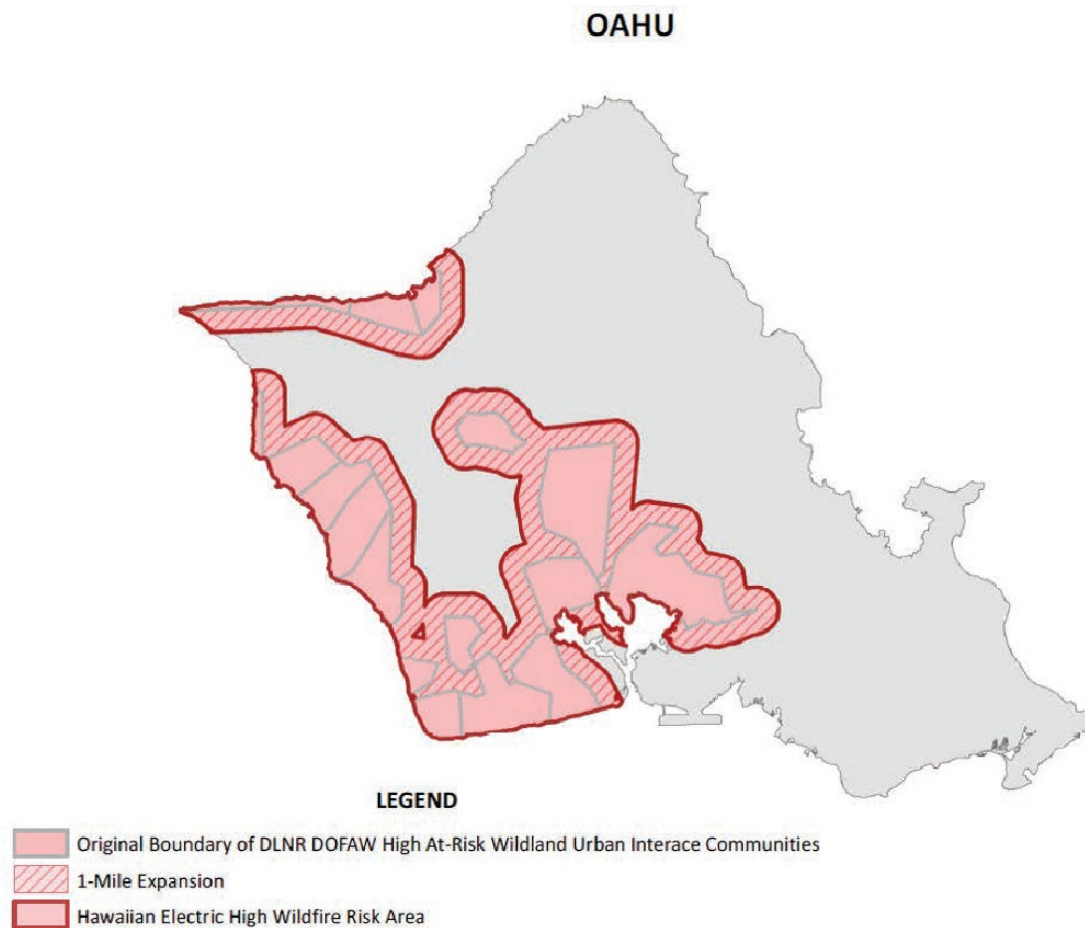 OAHU
LEGEND
Original Boundary of DLNR DOFAW High At-Risk Wildland Urban Interace Communities
1-Mile Expansion
Hawaiian Electric High Wildfire Risk Area